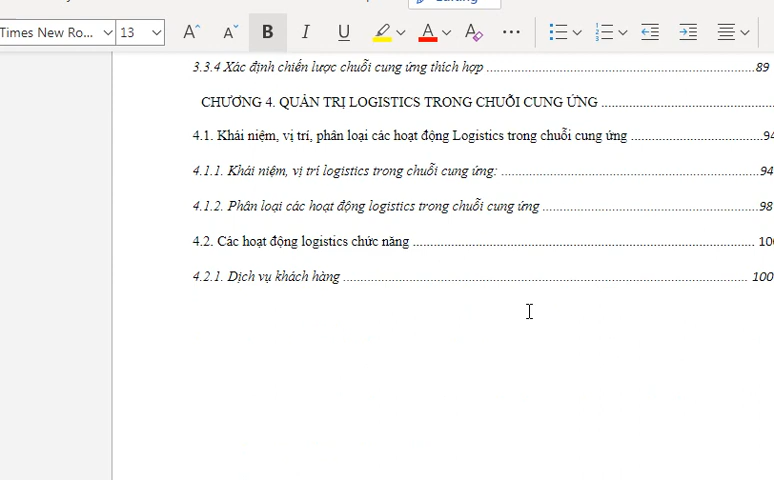 Times New Ro... 13 A A B I U A A ...
3.3.4 Xác định chiến lược chuỗi cung ứng thích hợp ........ 89
CHƯƠNG 4. QUẢN TRỊ LOGISTICS TRONG CHUỖI CUNG ỨNG ........
4.1. Khái niệm, vị trí, phân loại các hoạt động Logistics trong chuỗi cung ứng ........ 94
4.1.1. Khái niệm, vị trí logistics trong chuỗi cung ứng: ........ 94
4.1.2. Phân loại các hoạt động logistics trong chuỗi cung ứng ........ 98
4.2. Các hoạt động logistics chức năng ........ 100
4.2.1. Dịch vụ khách hàng ........ 100